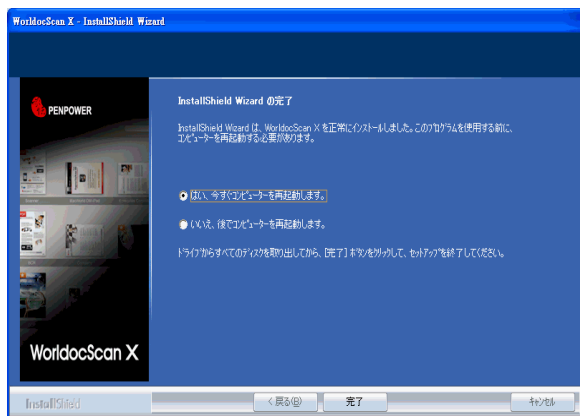 WorldocScan X - InstallShield Wizard
PENPOWER
InstallShield Wizard の完了
InstallShield Wizard は、WorldocScan X を正常にインストールしました。このプログラムを使用する前に、
コンピューターを再起動する必要があります。
はい、今すぐコンピューターを再起動します。
いいえ、後でコンピューターを再起動します。
ドライブからすべてのディスクを取り出してから、[完了] ボタンをクリックして、セットアップを終了してください。
WorldocScan X
InstallShield
< 戻る(B)
完了
キャンセル